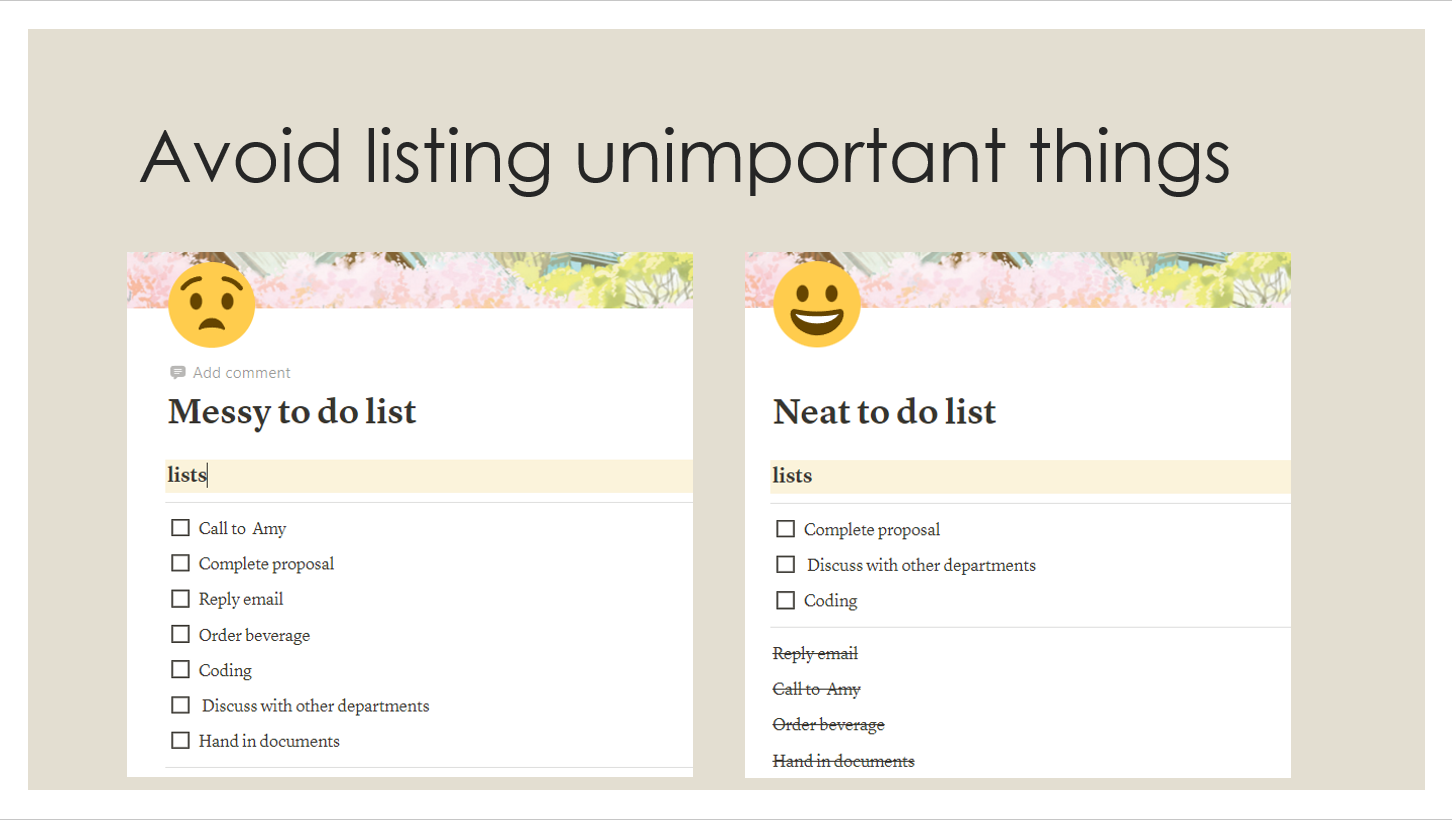 Avoid listing unimportant things
Add comment
Messy to do list
lists
Call to Amy
Complete proposal
Reply email
Order beverage
Coding
Discuss with other departments
Hand in documents
Neat to do list
lists
Complete proposal
Discuss with other departments
Coding
Reply email
Call to Amy
Order beverage
Hand in documents